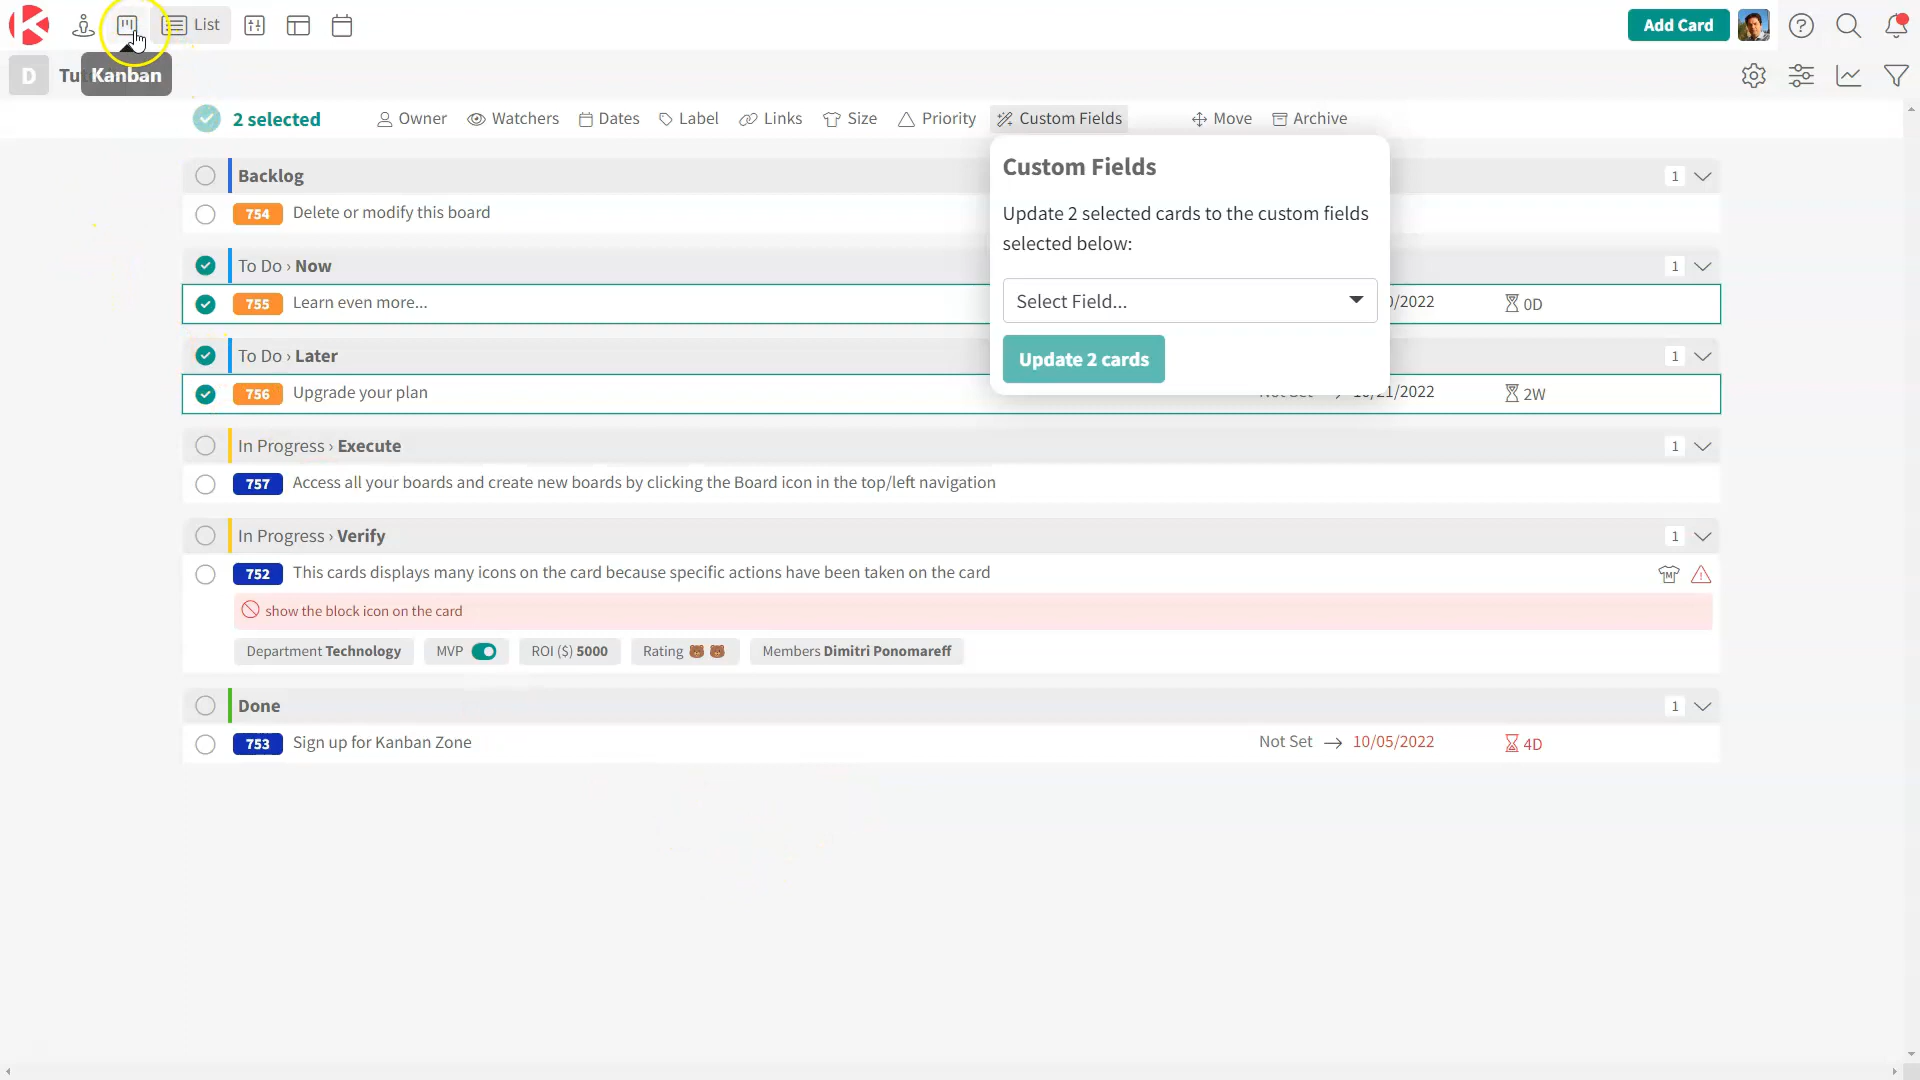 List
Add Card
D Tu
Kanban
2 selected Owner Watchers Dates Label Links Size Priority Custom Fields Move Archive
Custom Fields
Update 2 selected cards to the custom fields
selected below:
Select Field...
Update 2 cards
Backlog 1
754 Delete or modify this board
To Do › Now 1
755 Learn even more... 0/2022 0D
To Do › Later 1
756 Upgrade your plan Not Set → 10/21/2022 2W
In Progress › Execute 1
757 Access all your boards and create new boards by clicking the Board icon in the top/left navigation
In Progress › Verify 1
752 This cards displays many icons on the card because specific actions have been taken on the card M
show the block icon on the card
Department Technology MVP ROI ($) 5000 Rating Members Dimitri Ponomareff
Done 1
753 Sign up for Kanban Zone Not Set → 10/05/2022 4D